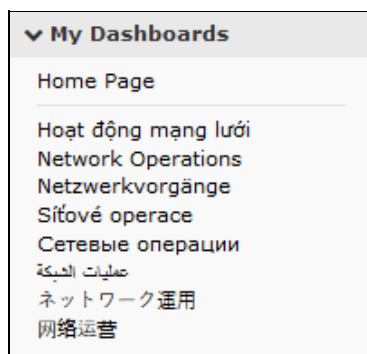 My Dashboards
Home Page
Hoạt động mạng lưới
Network Operations
Netzwerkvorgänge
Síťové operace
Сетевые операции
عمليات الشبكة
ネットワーク運用
网络运营